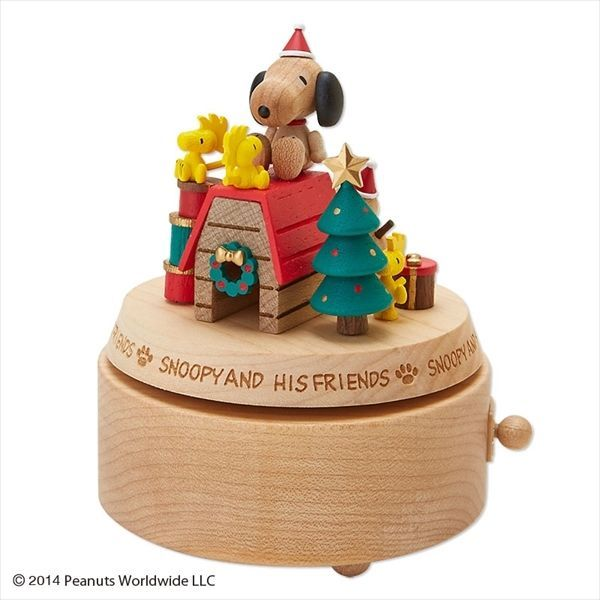 FRIENDS SNOOPY AND HIS FRIENDS SNOOPY AND
© 2014 Peanuts Worldwide LLC